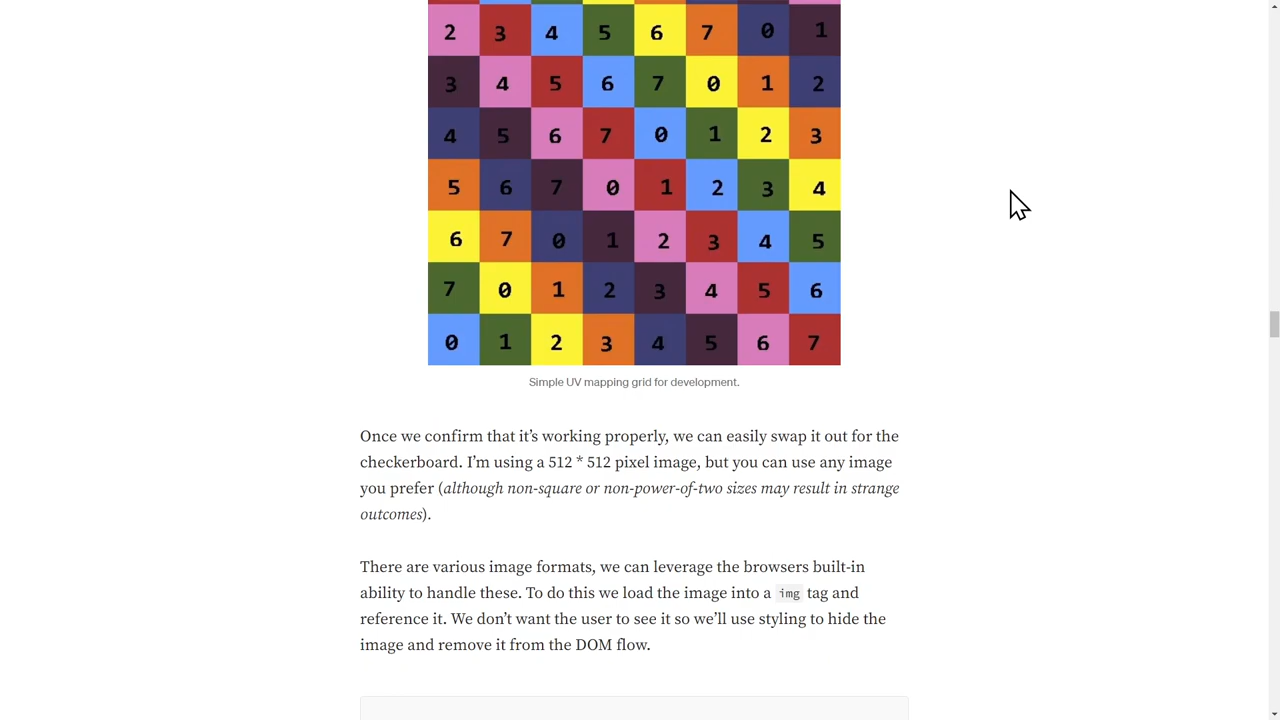 2 3 4 5 6 7 0 1
3 4 5 6 7 0 1 2
4 5 6 7 0 1 2 3
5 6 7 0 1 2 3 4
6 7 0 1 2 3 4 5
7 0 1 2 3 4 5 6
0 1 2 3 4 5 6 7
Simple UV mapping grid for development.
Once we confirm that it’s working properly, we can easily swap it out for the
checkerboard. I’m using a 512 * 512 pixel image, but you can use any image
you prefer (although non-square or non-power-of-two sizes may result in strange
outcomes).
There are various image formats, we can leverage the browsers built-in
ability to handle these. To do this we load the image into a img tag and
reference it. We don’t want the user to see it so we’ll use styling to hide the
image and remove it from the DOM flow.